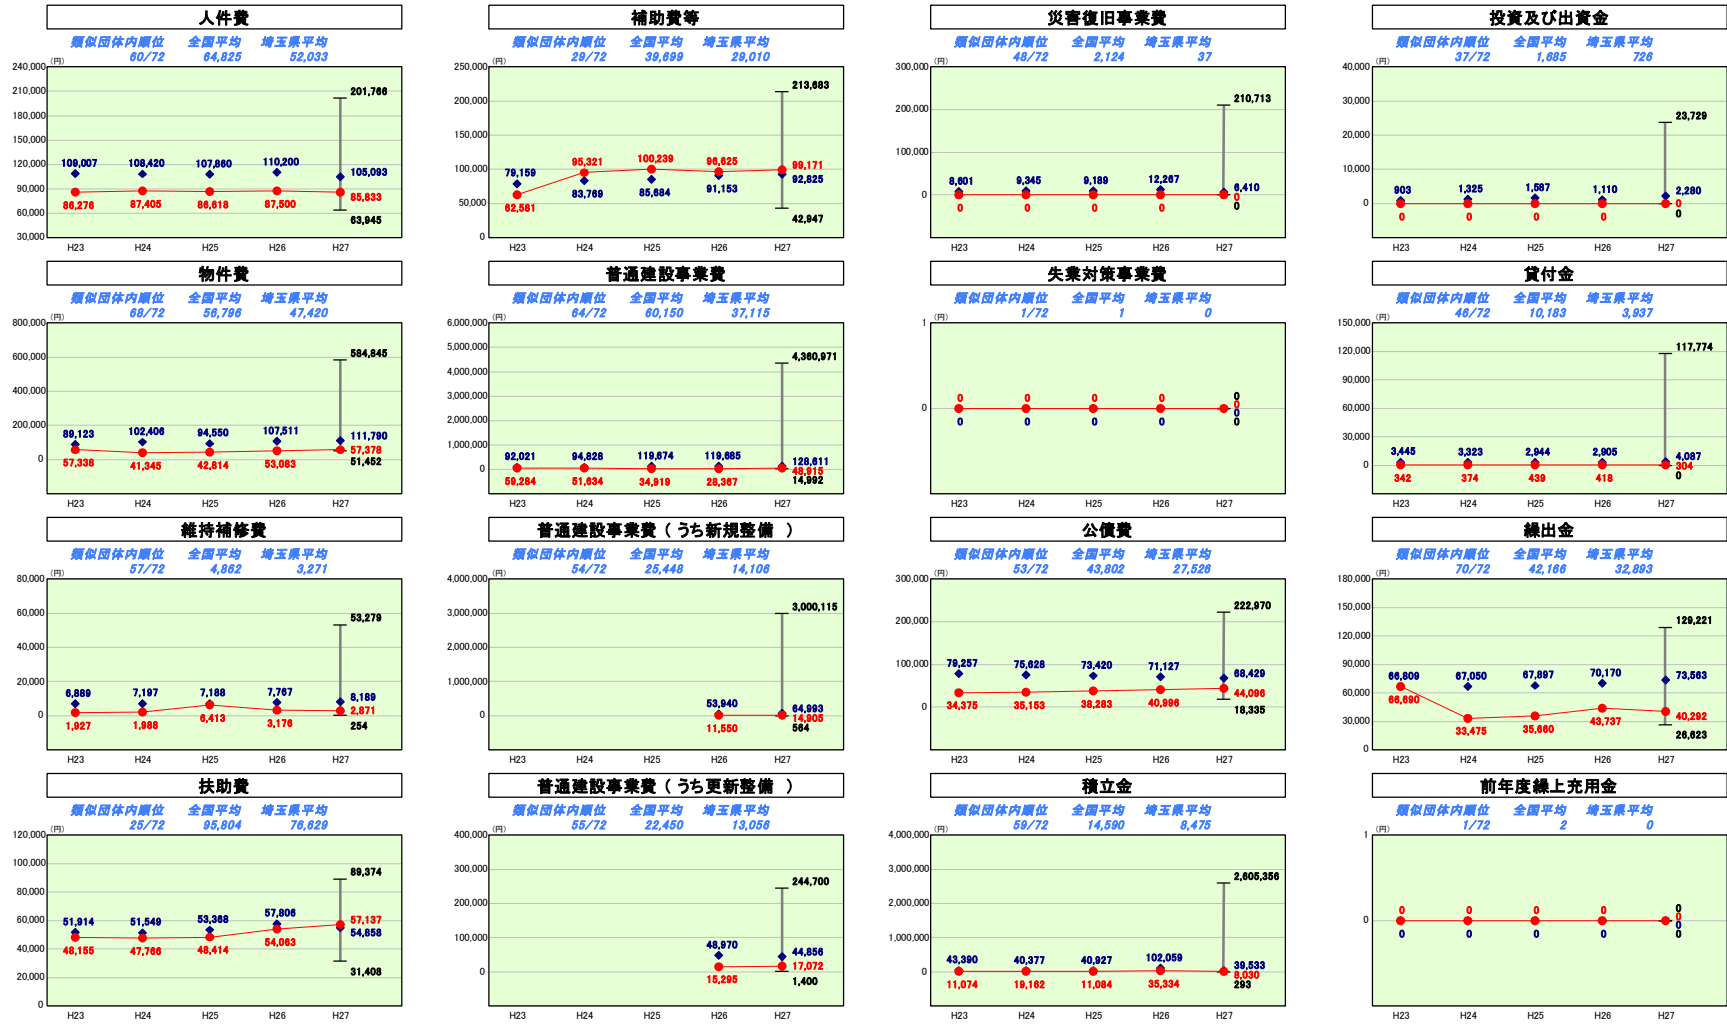 人件費
類似団体内順位 全国平均 埼玉県平均
60/72 64,825 52,033
(円)
240,000
210,000
180,000
150,000
120,000
90,000
60,000
30,000
201,766
109,007 108,420 107,860 110,200 105,093
86,276 87,405 86,618 87,500 85,833
63,945
H23 H24 H25 H26 H27
補助費等
類似団体内順位 全国平均 埼玉県平均
29/72 39,699 29,010
(円)
250,000
200,000
150,000
100,000
50,000
0
213,683
79,159 95,321 100,239 96,625 99,171
62,581 83,769 85,684 91,153 92,825
42,947
H23 H24 H25 H26 H27
災害復旧事業費
類似団体内順位 全国平均 埼玉県平均
48/72 2,124 37
(円)
300,000
200,000
100,000
0
210,713
8,601 9,345 9,189 12,267 6,410
0 0 0 0 0
0
H23 H24 H25 H26 H27
投資及び出資金
類似団体内順位 全国平均 埼玉県平均
37/72 1,685 726
(円)
40,000
30,000
20,000
10,000
0
23,729
903 1,325 1,587 1,110 2,280
0 0 0 0 0
0
H23 H24 H25 H26 H27
物件費
類似団体内順位 全国平均 埼玉県平均
68/72 56,796 47,420
(円)
800,000
600,000
400,000
200,000
0
584,845
89,123 102,406 94,550 107,511 111,790
57,338 41,345 42,814 53,083 57,378
51,452
H23 H24 H25 H26 H27
普通建設事業費
類似団体内順位 全国平均 埼玉県平均
64/72 60,150 37,115
(円)
6,000,000
5,000,000
4,000,000
3,000,000
2,000,000
1,000,000
0
4,360,971
92,021 94,828 119,674 119,685 128,611
59,284 51,634 34,919 28,367 48,915
14,992
H23 H24 H25 H26 H27
失業対策事業費
類似団体内順位 全国平均 埼玉県平均
1/72 1 0
(円)
1
0
0
0 0 0 0 0
0 0 0 0 0
0
H23 H24 H25 H26 H27
貸付金
類似団体内順位 全国平均 埼玉県平均
46/72 10,183 3,937
(円)
150,000
120,000
90,000
60,000
30,000
0
117,774
3,445 3,323 2,944 2,905 4,087
342 374 439 418 304
0
H23 H24 H25 H26 H27
維持補修費
類似団体内順位 全国平均 埼玉県平均
57/72 4,862 3,271
(円)
80,000
60,000
40,000
20,000
0
53,279
6,889 7,197 7,188 7,767 8,189
1,927 1,988 6,413 3,176 2,871
254
H23 H24 H25 H26 H27
普通建設事業費 ( うち新規整備 )
類似団体内順位 全国平均 埼玉県平均
54/72 25,448 14,106
(円)
4,000,000
3,000,000
2,000,000
1,000,000
0
3,000,115
53,940 64,993
11,550 14,905
564
H23 H24 H25 H26 H27
公債費
類似団体内順位 全国平均 埼玉県平均
53/72 43,802 27,526
(円)
300,000
200,000
100,000
0
222,970
79,257 75,628 73,420 71,127 68,429
34,375 35,153 38,283 40,996 44,096
18,335
H23 H24 H25 H26 H27
繰出金
類似団体内順位 全国平均 埼玉県平均
70/72 42,166 32,893
(円)
180,000
150,000
120,000
90,000
60,000
30,000
0
129,221
66,809 67,050 67,897 70,170 73,563
66,690 33,475 35,660 43,737 40,292
26,623
H23 H24 H25 H26 H27
扶助費
類似団体内順位 全国平均 埼玉県平均
25/72 95,804 76,629
(円)
120,000
100,000
80,000
60,000
40,000
20,000
0
89,374
51,914 51,549 53,368 57,806 57,137
48,155 47,766 48,414 54,063 54,858
31,408
H23 H24 H25 H26 H27
普通建設事業費 ( うち更新整備 )
類似団体内順位 全国平均 埼玉県平均
55/72 22,450 13,056
(円)
400,000
300,000
200,000
100,000
0
244,700
48,970 44,856
15,295 17,072
1,400
H23 H24 H25 H26 H27
積立金
類似団体内順位 全国平均 埼玉県平均
59/72 14,590 8,475
(円)
4,000,000
3,000,000
2,000,000
1,000,000
0
2,605,356
43,390 40,377 40,927 102,059 39,533
11,074 19,162 11,084 35,334 8,030
293
H23 H24 H25 H26 H27
前年度繰上充用金
類似団体内順位 全国平均 埼玉県平均
1/72 2 0
(円)
1
0
0
0 0 0 0 0
0 0 0 0 0
0
H23 H24 H25 H26 H27